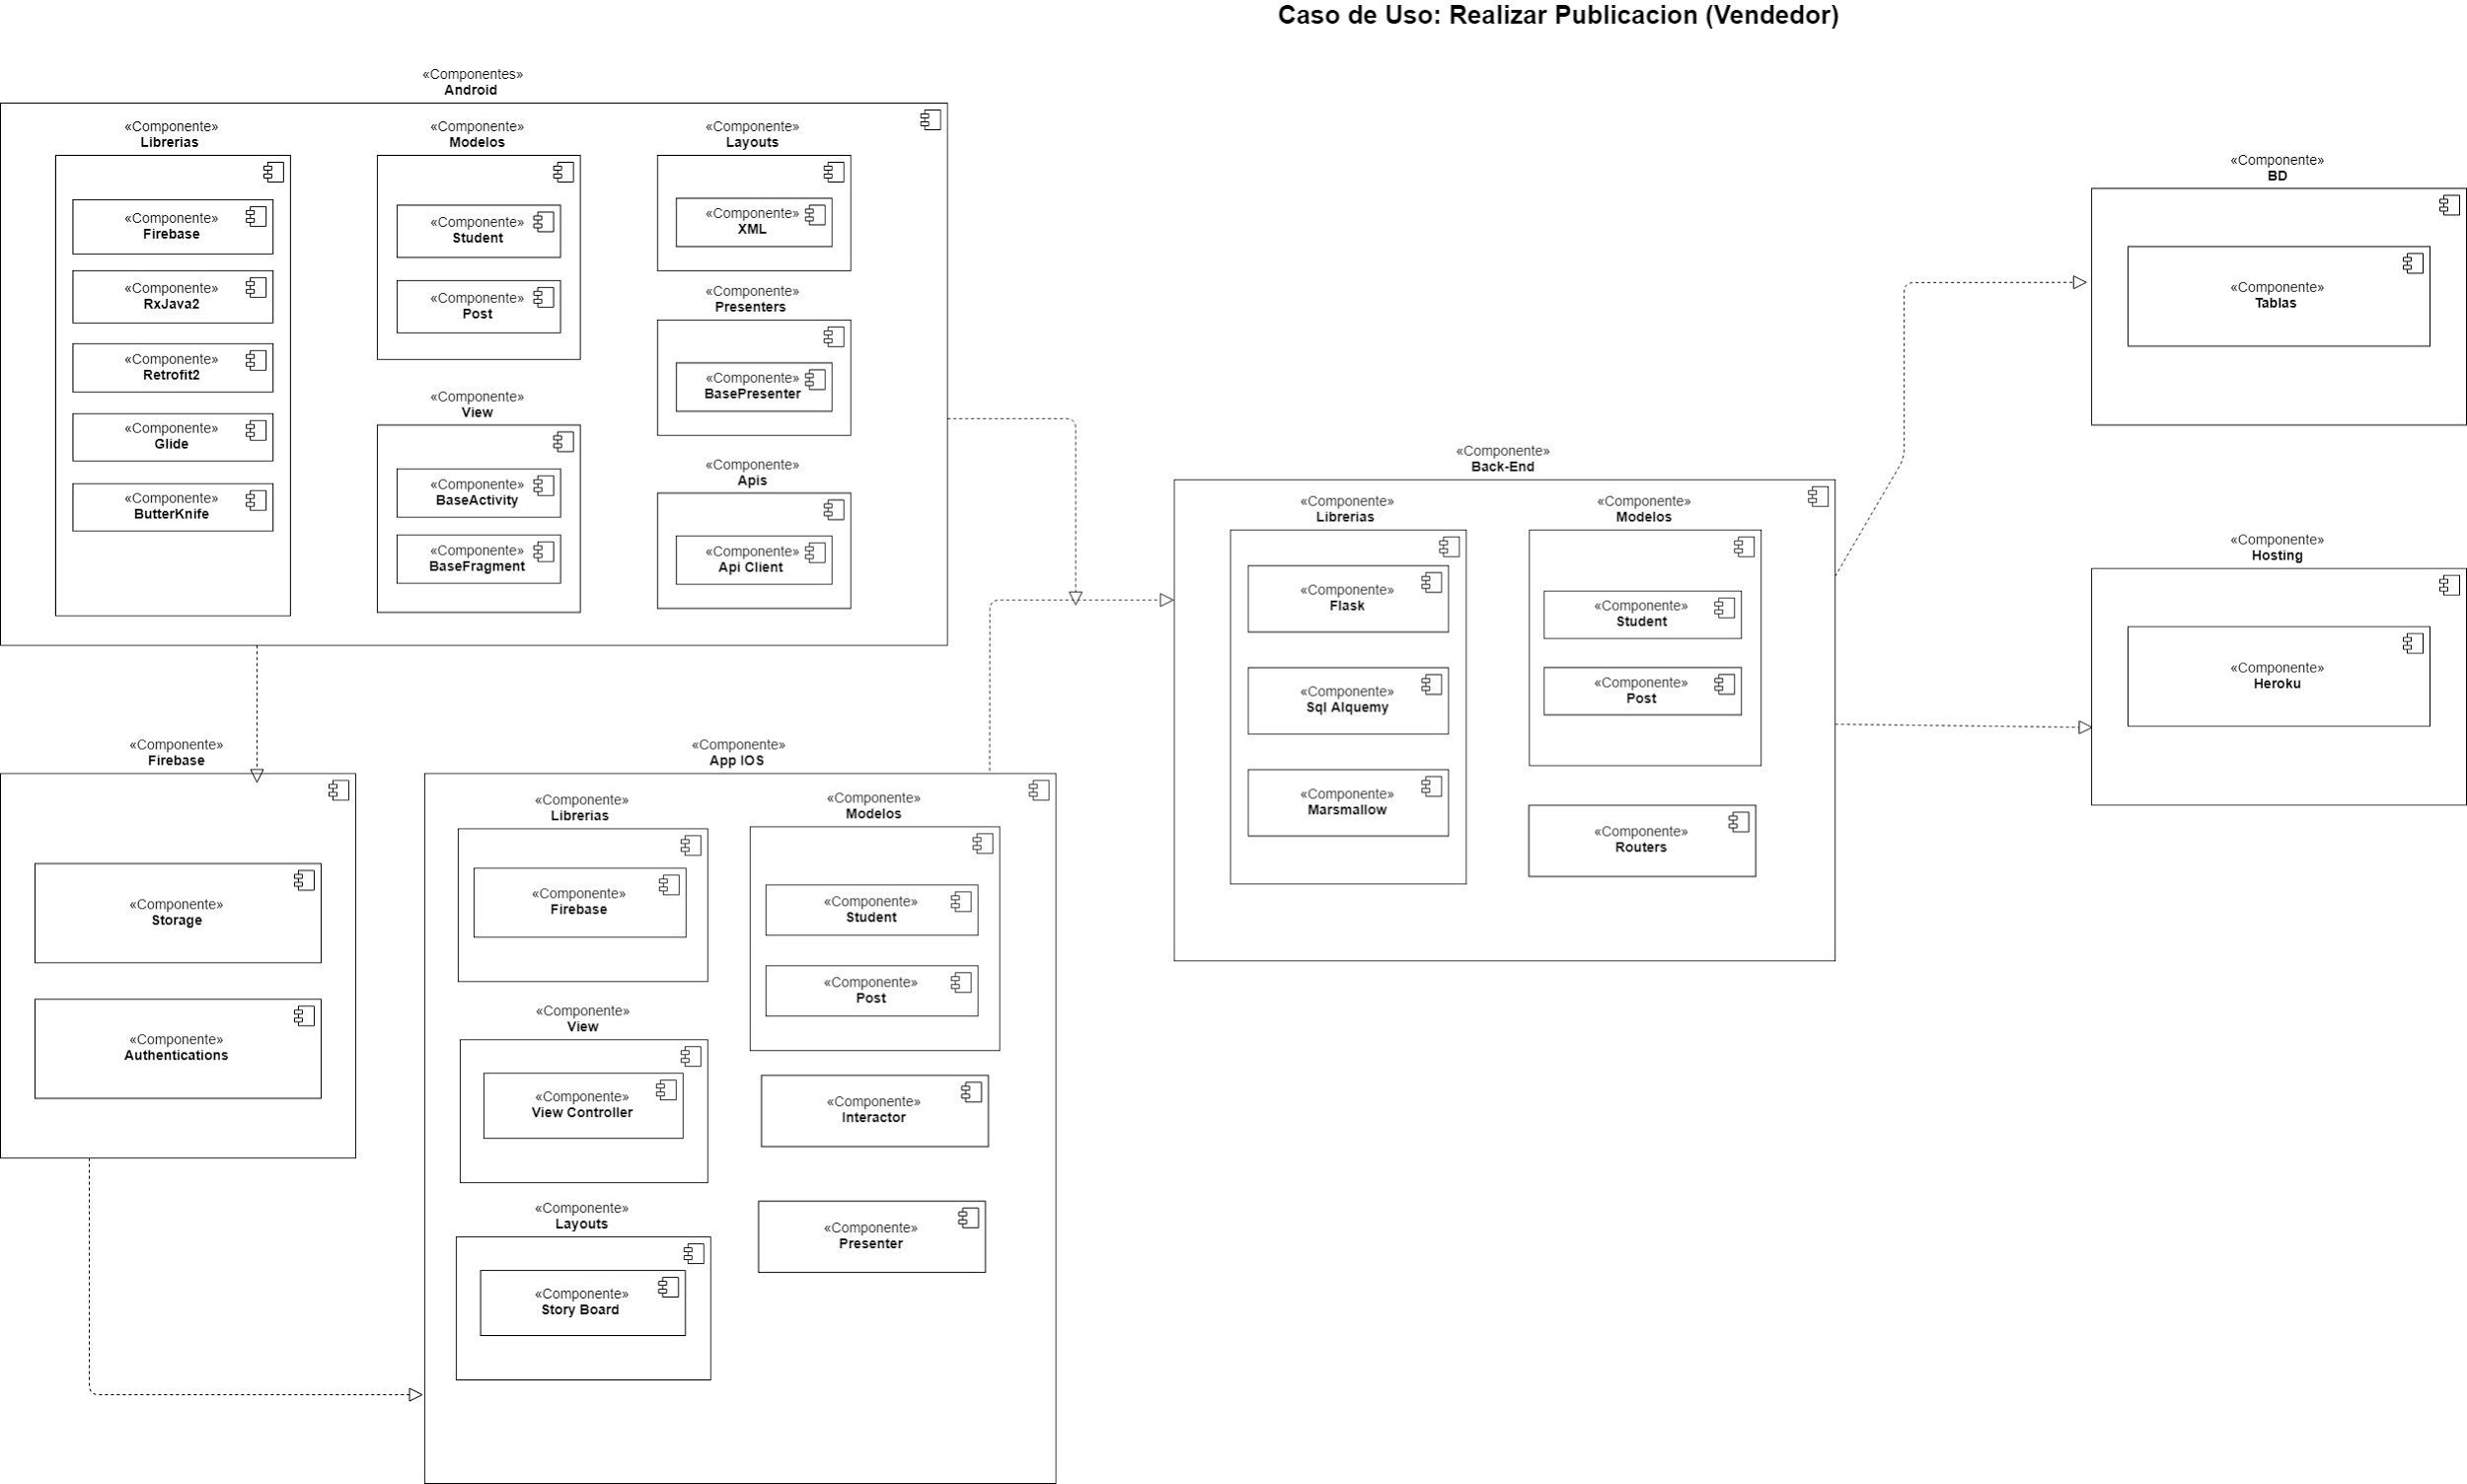 Caso de Uso: Realizar Publicacion (Vendedor)
«Componentes»
Android
«Componente»
Librerias
«Componente»
Firebase
«Componente»
RxJava2
«Componente»
Retrofit2
«Componente»
Glide
«Componente»
ButterKnife
«Componente»
Modelos
«Componente»
Student
«Componente»
Post
«Componente»
View
«Componente»
BaseActivity
«Componente»
BaseFragment
«Componente»
Layouts
«Componente»
XML
«Componente»
Presenters
«Componente»
BasePresenter
«Componente»
Apis
«Componente»
Api Client
«Componente»
Firebase
«Componente»
Storage
«Componente»
Authentications
«Componente»
App IOS
«Componente»
Librerias
«Componente»
Firebase
«Componente»
View
«Componente»
View Controller
«Componente»
Layouts
«Componente»
Story Board
«Componente»
Modelos
«Componente»
Student
«Componente»
Post
«Componente»
Interactor
«Componente»
Presenter
«Componente»
Back-End
«Componente»
Librerias
«Componente»
Flask
«Componente»
Sql Alquemy
«Componente»
Marsmallow
«Componente»
Modelos
«Componente»
Student
«Componente»
Post
«Componente»
Routers
«Componente»
BD
«Componente»
Tablas
«Componente»
Hosting
«Componente»
Heroku